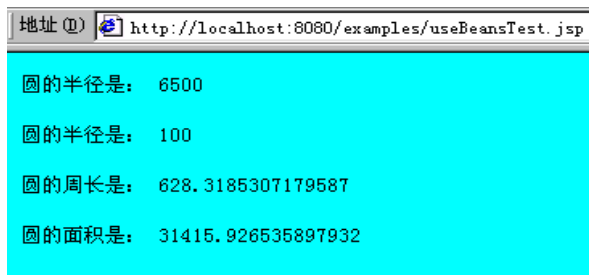 地址(D) http://localhost:8080/examples/useBeansTest.jsp
圆的半径是: 6500
圆的半径是: 100
圆的周长是: 628.3185307179587
圆的面积是: 31415.926535897932